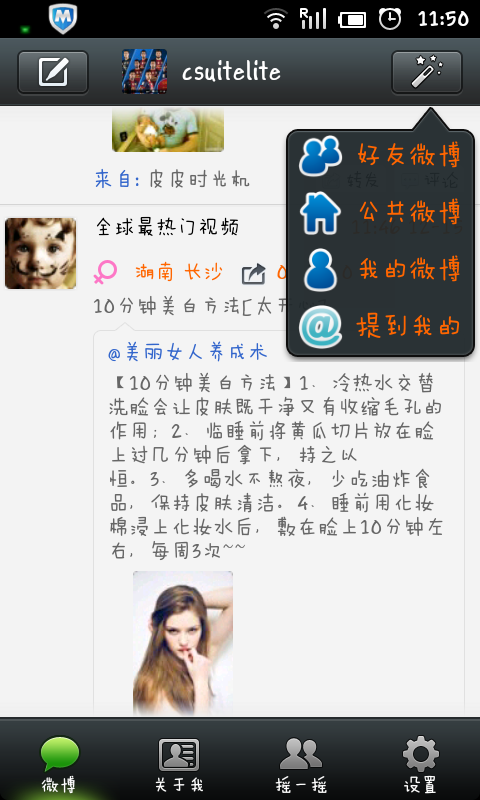 R
11:50
csuitelite
好友微博
公共微博
我的微博
提到我的
来自: 皮皮时光机
转发
评论
全球最热门视频
湖南 长沙
10分钟美白方法[太开
@美丽女人养成术
【10分钟美白方法】1. 冷热水交替
洗脸会让皮肤既干净又有收缩毛孔的
作用；2. 临睡前将黄瓜切片放在脸
上过几分钟后拿下，持之以
恒。3. 多喝水不熬夜，少吃油炸食
品，保持皮肤清洁。4. 睡前用化妆
棉浸上化妆水后，敷在脸上10分钟左
右，每周3次~~
微博
关于我
摇一摇
设置